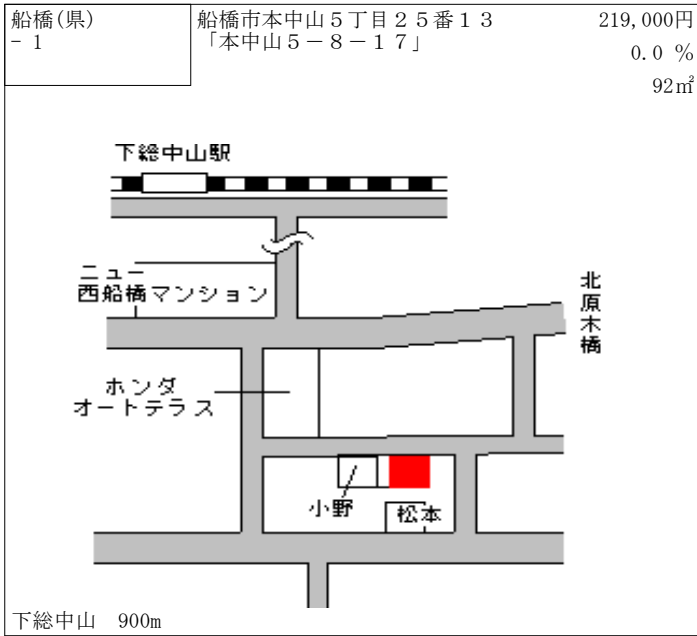 船橋(県)
- 1
船橋市本中山５丁目２５番１３
「本中山５－８－１７」
219,000円
0.0 %
92㎡
下総中山駅
ニュー
西船橋マンション
北原木橋
ホンダ
オートテラス
小野
松本
下総中山　900m